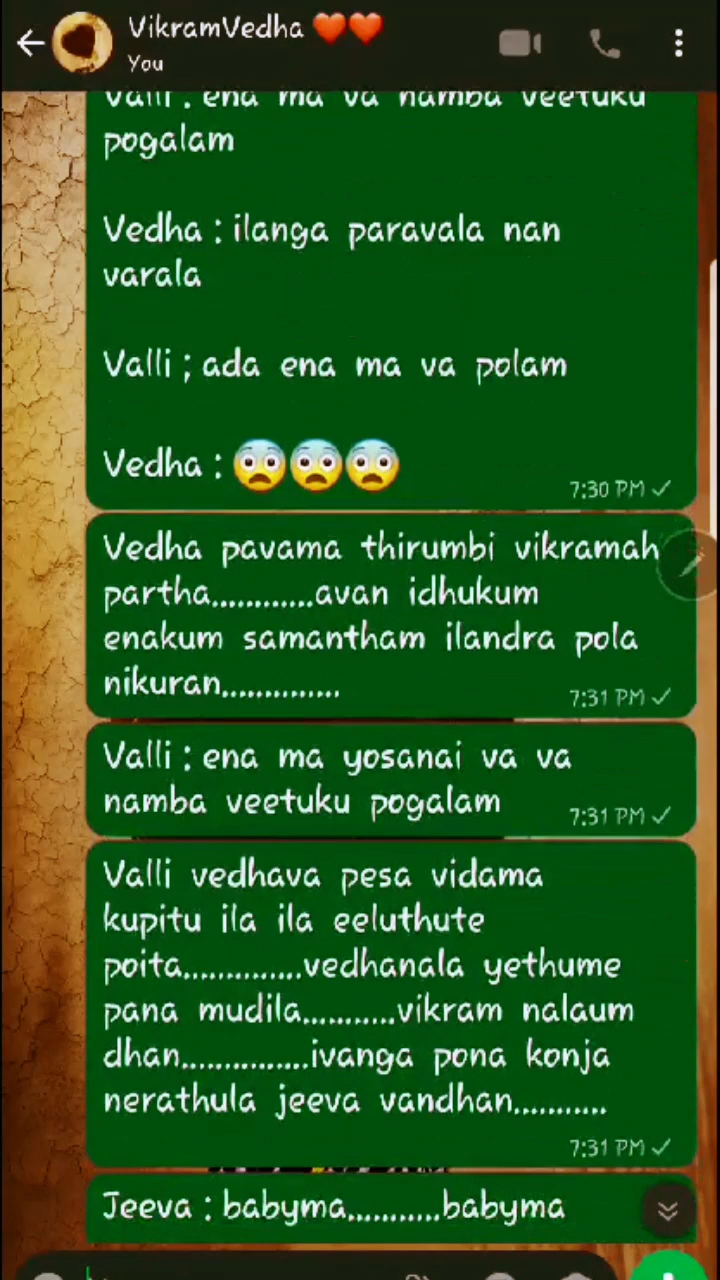 VikramVedha ❤️❤️
You
Valli : ena ma va namba veetuku
pogalam
Vedha : ilanga paravala nan
varala
Valli ; ada ena ma va polam
Vedha : 😨😨😨
7:30 PM ✓
Vedha pavama thirumbi vikramah
partha............avan idhukum
enakum samantham ilandra pola
nikuran..............
7:31 PM ✓
Valli : ena ma yosanai va va
namba veetuku pogalam
7:31 PM ✓
Valli vedhava pesa vidama
kupitu ila ila eeluthute
poita..............vedhanala yethume
pana mudila...........vikram nalaum
dhan...............ivanga pona konja
nerathula jeeva vandhan...........
7:31 PM ✓
Jeeva : babyma...........babyma